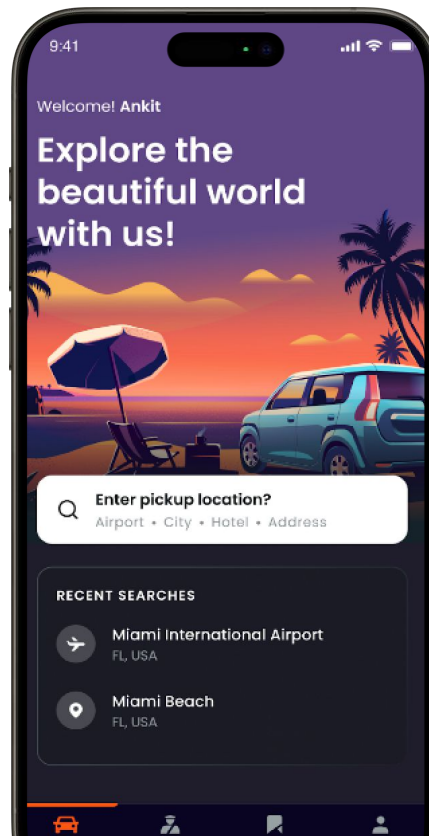 9:41
Welcome! Ankit
Explore the
beautiful world
with us!
Enter pickup location?
Airport • City • Hotel • Address
RECENT SEARCHES
Miami International Airport
FL, USA
Miami Beach
FL, USA